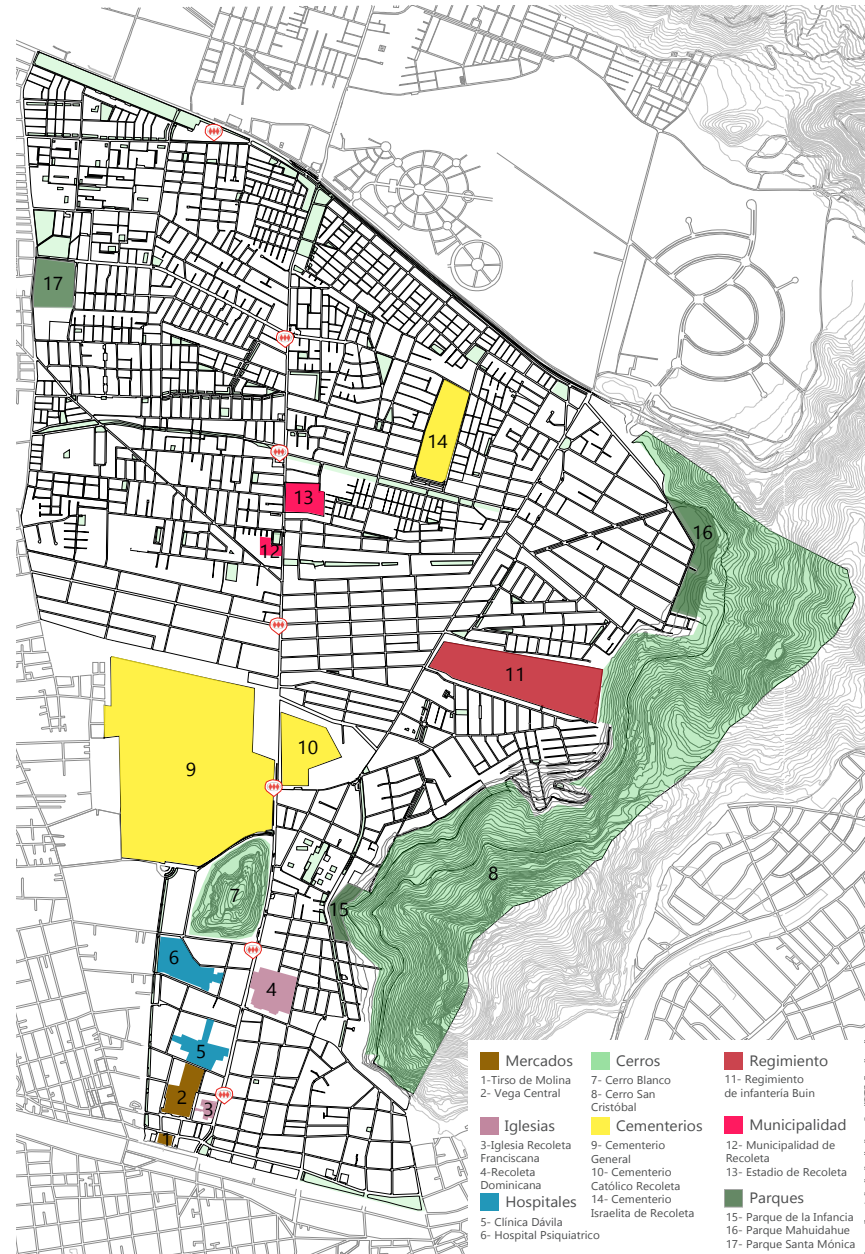 17
14
13
16
12
11
10
9
8
7
15
6
4
5
2
3
1
Mercados
1-Tirso de Molina
2- Vega Central
Iglesias
3-Iglesia Recoleta
Franciscana
4-Recoleta
Dominicana
Hospitales
5- Clínica Dávila
6- Hospital Psiquiatrico
Cerros
7- Cerro Blanco
8- Cerro San
Cristóbal
Cementerios
9- Cementerio
General
10- Cementerio
Católico Recoleta
14- Cementerio
Israelita de Recoleta
Regimiento
11- Regimiento
de infantería Buin
Municipalidad
12- Municipalidad de
Recoleta
13- Estadio de Recoleta
Parques
15- Parque de la Infancia
16- Parque Mahuidahue
17- Parque Santa Mónica